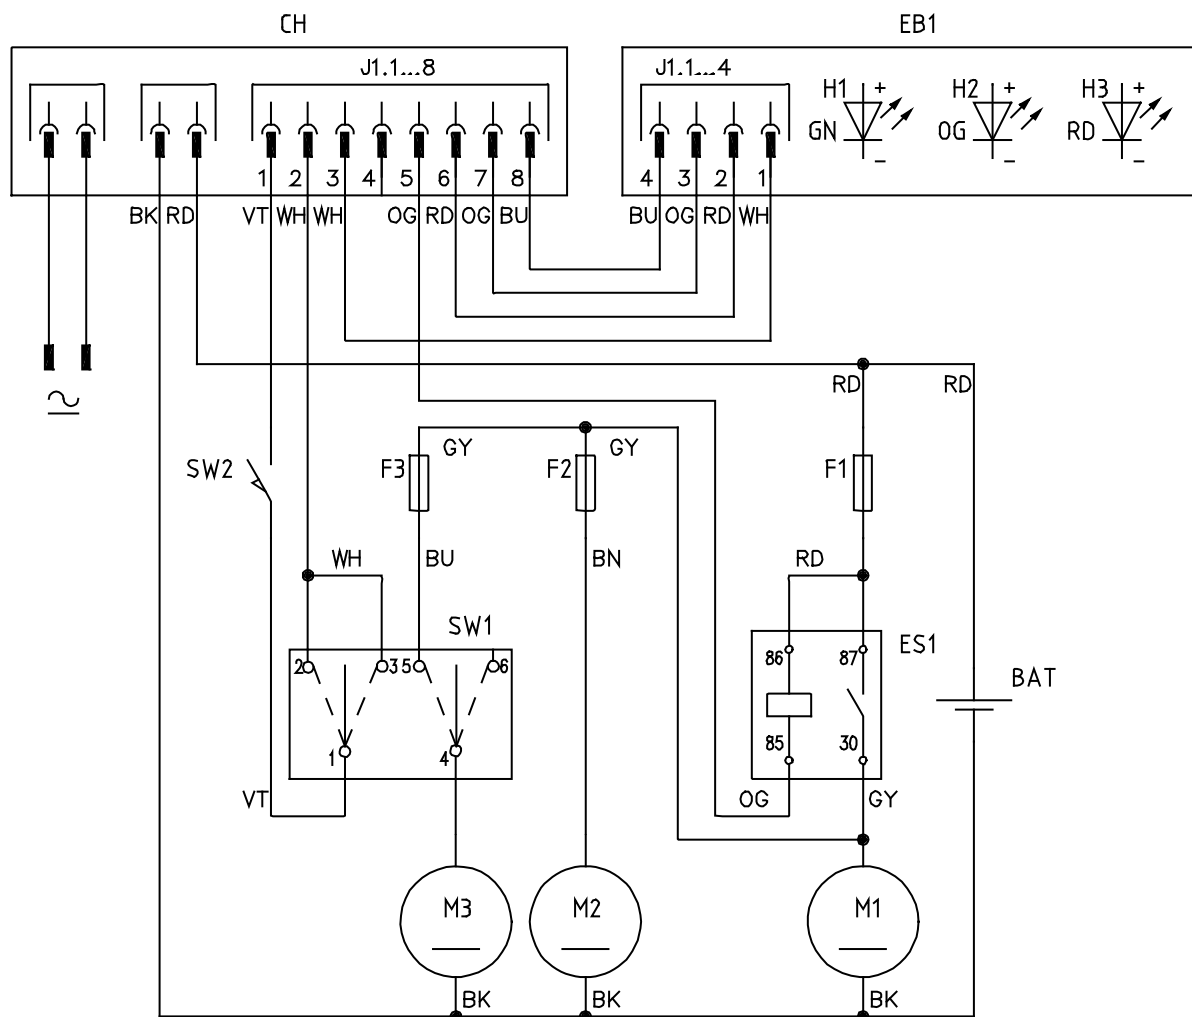 CH EB1
J1.1...8 J1.1...4
H1 + H2 + H3 +
GN OG RD
- - -
1 2 3 4 5 6 7 8 4 3 2 1
BK RD VT WH WH OG RD OG BU BU OG RD WH
RD RD
GY GY
SW2 F3 F2 F1
WH BU BN RD
SW1 ES1
2 3 5 6 86 87
BAT
1 4 85 30
VT OG GY
M3 M2 M1
BK BK BK